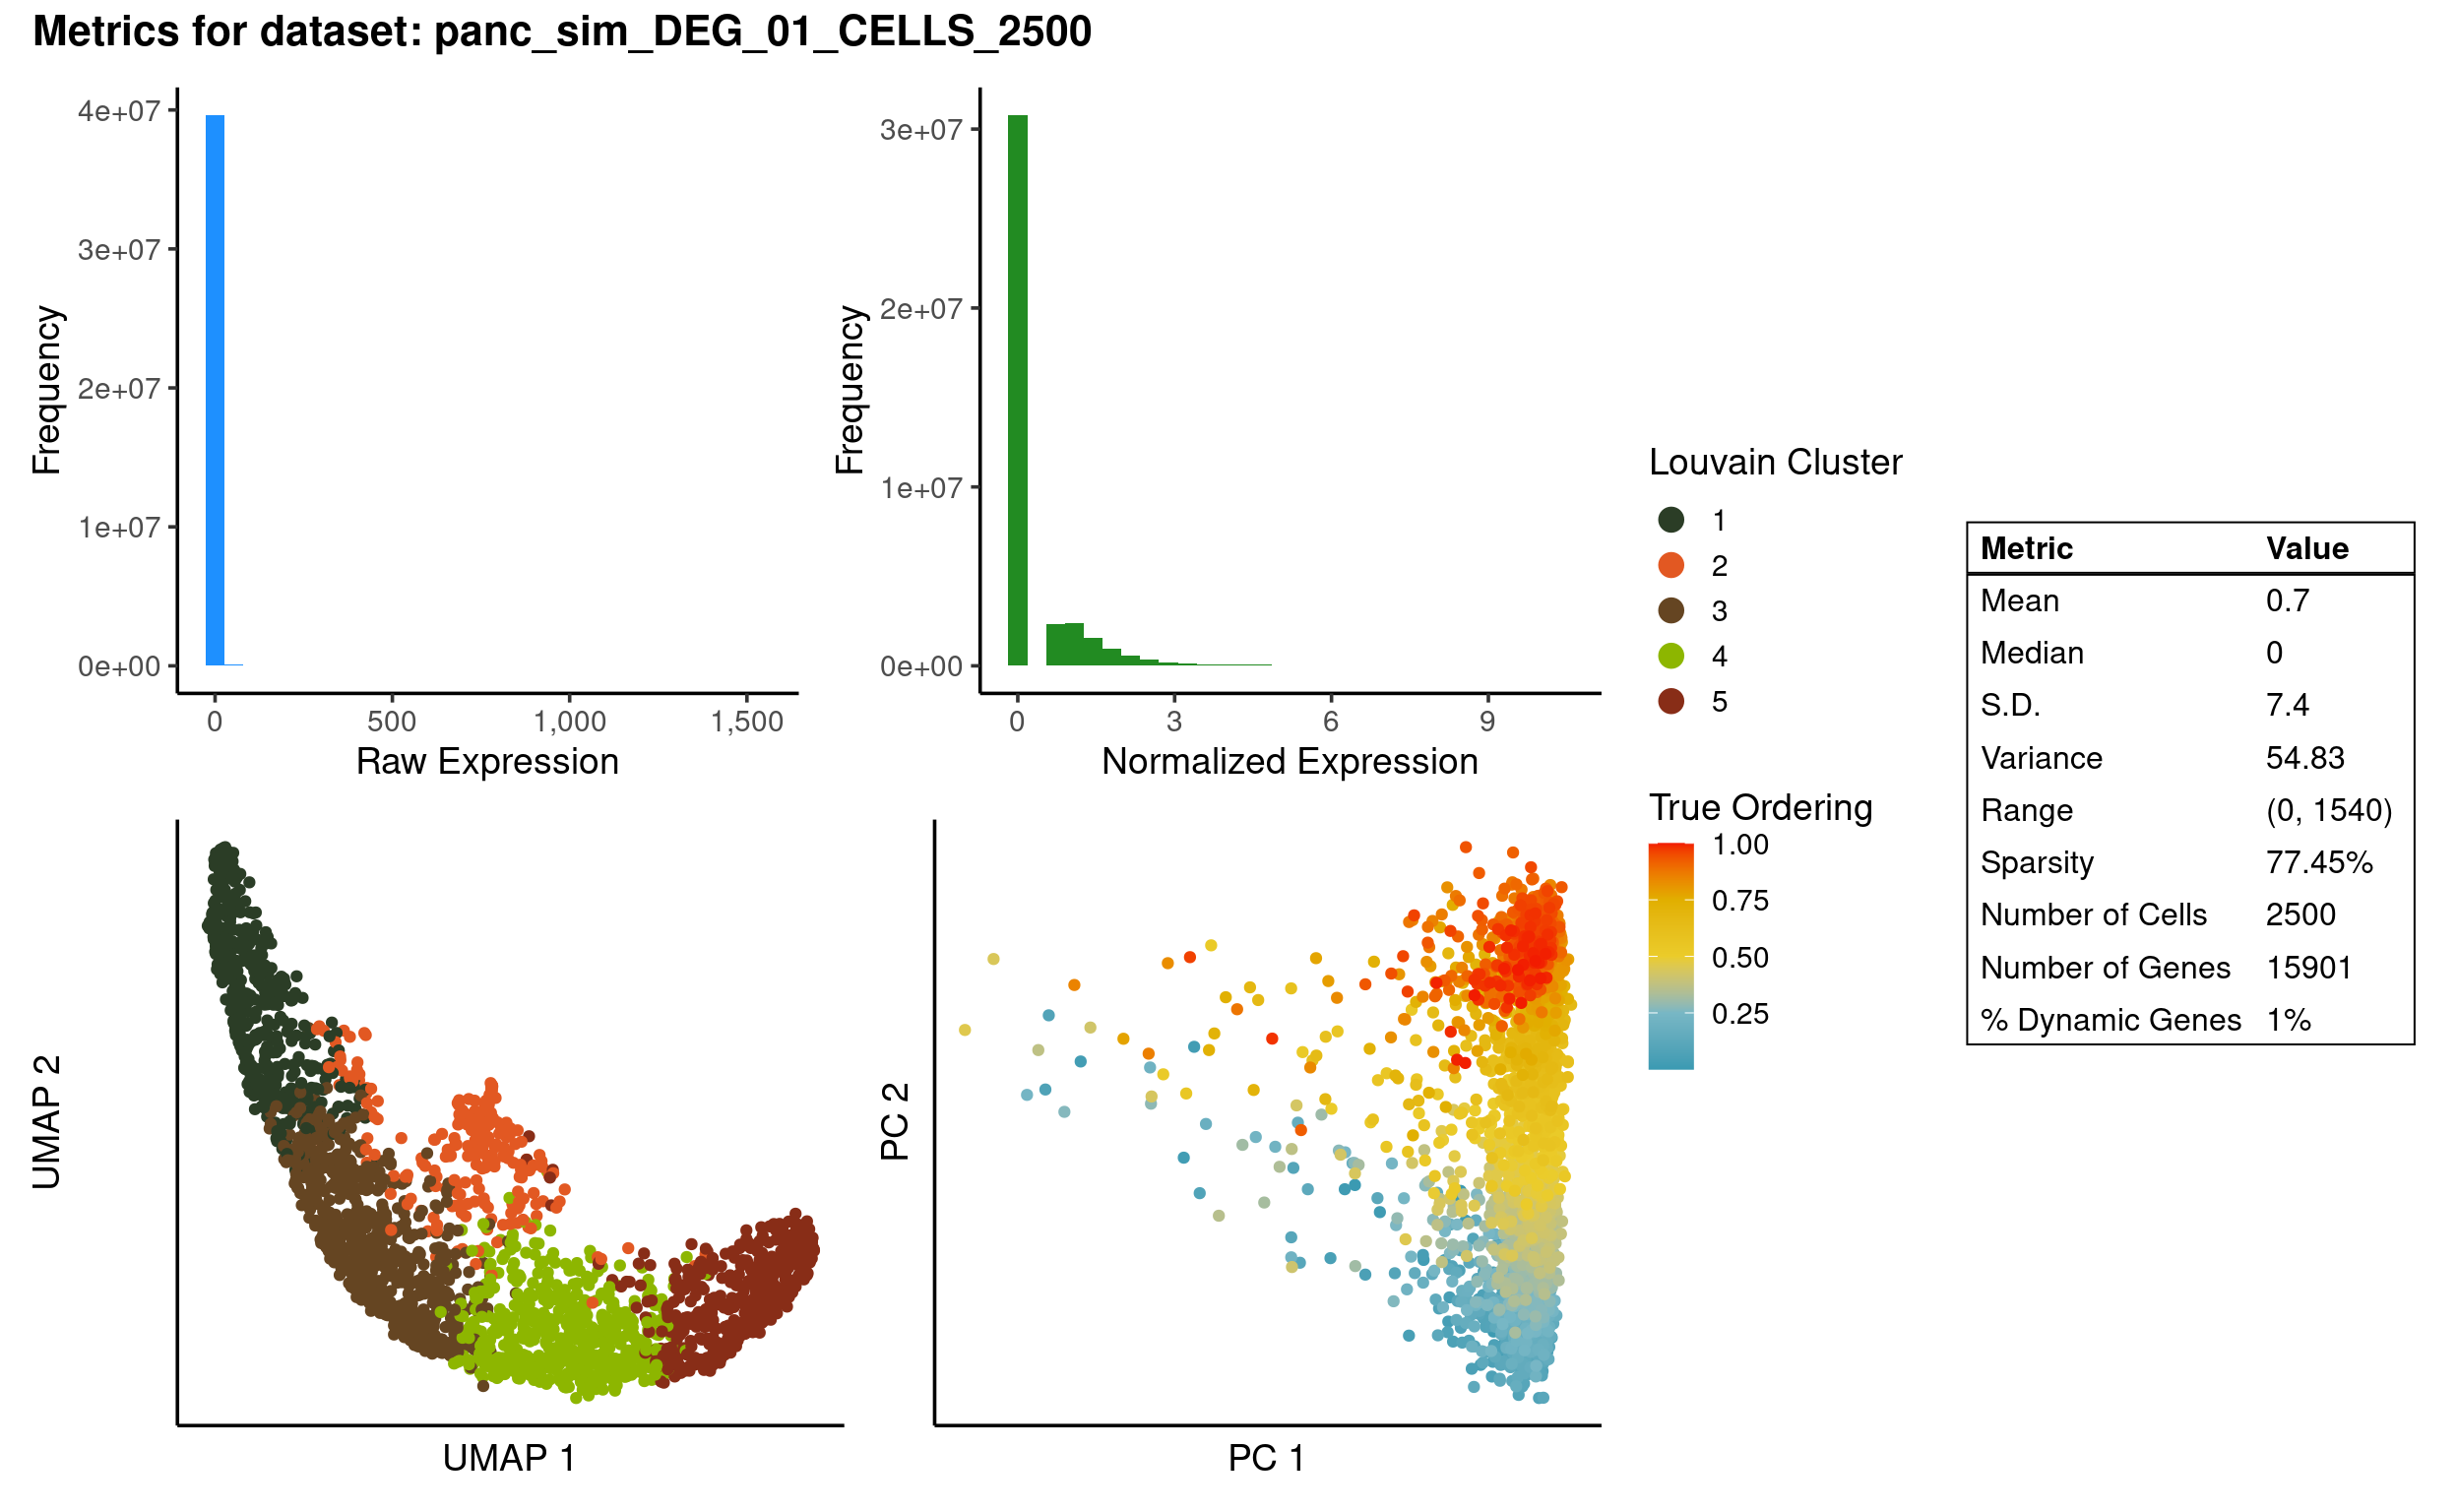 Metrics for dataset: panc_sim_DEG_01_CELLS_2500
Frequency
4e+07
3e+07
2e+07
1e+07
0e+00
0
500
1,000
1,500
Raw Expression
Frequency
3e+07
2e+07
1e+07
0e+00
0
3
6
9
Normalized Expression
UMAP 2
UMAP 1
PC 2
PC 1
Louvain Cluster
1
2
3
4
5
True Ordering
1.00
0.75
0.50
0.25
Metric Value
Mean 0.7
Median 0
S.D. 7.4
Variance 54.83
Range (0, 1540)
Sparsity 77.45%
Number of Cells 2500
Number of Genes 15901
% Dynamic Genes 1%